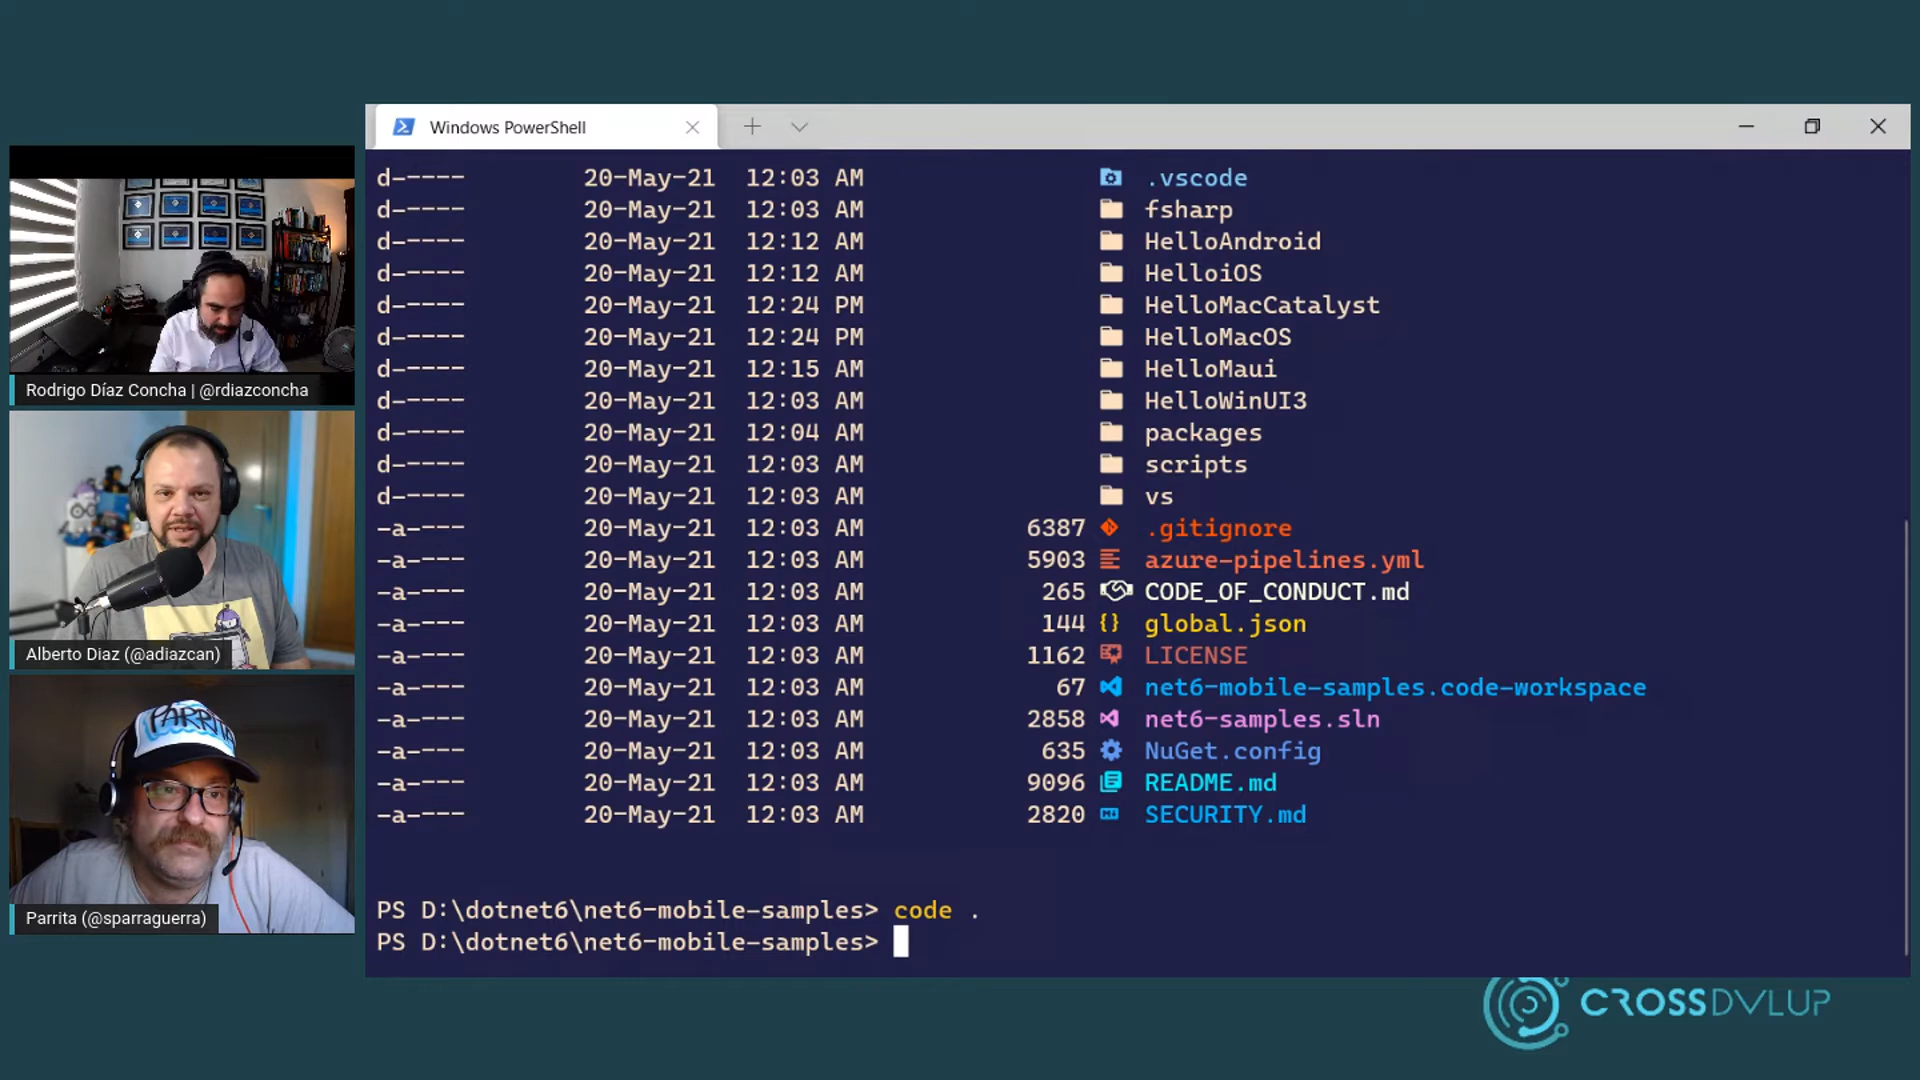 Windows PowerShell
d----- 20-May-21 12:03 AM .vscode
d----- 20-May-21 12:03 AM fsharp
d----- 20-May-21 12:12 AM HelloAndroid
d----- 20-May-21 12:12 AM HelloiOS
d----- 20-May-21 12:24 PM HelloMacCatalyst
d----- 20-May-21 12:24 PM HelloMacOS
d----- 20-May-21 12:15 AM HelloMaui
d----- 20-May-21 12:03 AM HelloWinUI3
d----- 20-May-21 12:04 AM packages
d----- 20-May-21 12:03 AM scripts
d----- 20-May-21 12:03 AM vs
-a---- 20-May-21 12:03 AM 6387 .gitignore
-a---- 20-May-21 12:03 AM 5903 azure-pipelines.yml
-a---- 20-May-21 12:03 AM 265 CODE_OF_CONDUCT.md
-a---- 20-May-21 12:03 AM 144 global.json
-a---- 20-May-21 12:03 AM 1162 LICENSE
-a---- 20-May-21 12:03 AM 67 net6-mobile-samples.code-workspace
-a---- 20-May-21 12:03 AM 2858 net6-samples.sln
-a---- 20-May-21 12:03 AM 635 NuGet.config
-a---- 20-May-21 12:03 AM 9096 README.md
-a---- 20-May-21 12:03 AM 2820 SECURITY.md
PS D:\dotnet6\net6-mobile-samples> code .
PS D:\dotnet6\net6-mobile-samples>
Rodrigo Díaz Concha | @rdiazconcha
Alberto Diaz (@adiazcan)
PARRITA
Parrita (@sparraguerra)
CROSSDVLUP